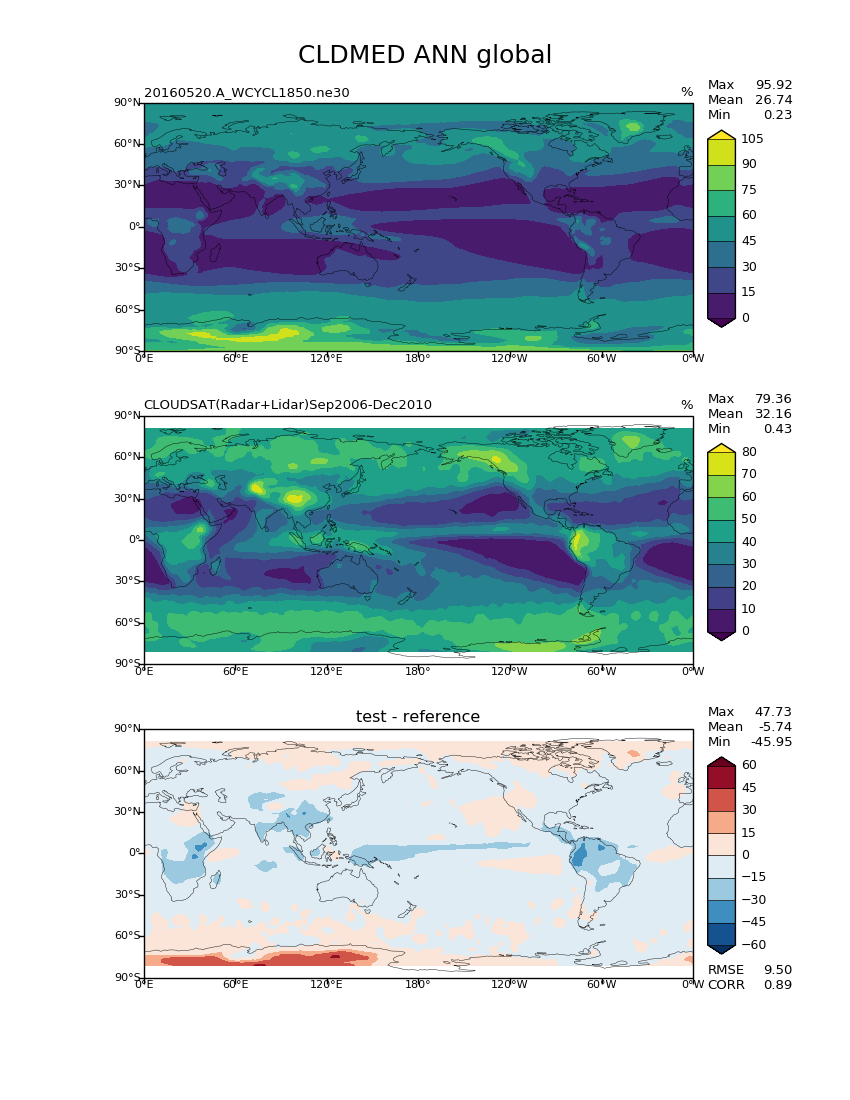 CLDMED ANN global
20160520.A_WCYCL1850.ne30 %
Max 95.92
Mean 26.74
Min 0.23
90°N
60°N
30°N
0°
30°S
60°S
90°S
0°E 60°E 120°E 180° 120°W 60°W 0°W
105
90
75
60
45
30
15
0
CLOUDSAT(Radar+Lidar)Sep2006-Dec2010 %
Max 79.36
Mean 32.16
Min 0.43
90°N
60°N
30°N
0°
30°S
60°S
90°S
0°E 60°E 120°E 180° 120°W 60°W 0°W
80
70
60
50
40
30
20
10
0
test - reference
Max 47.73
Mean -5.74
Min -45.95
90°N
60°N
30°N
0°
30°S
60°S
90°S
0°E 60°E 120°E 180° 120°W 60°W 0°W
60
45
30
15
0
−15
−30
−45
−60
RMSE 9.50
CORR 0.89